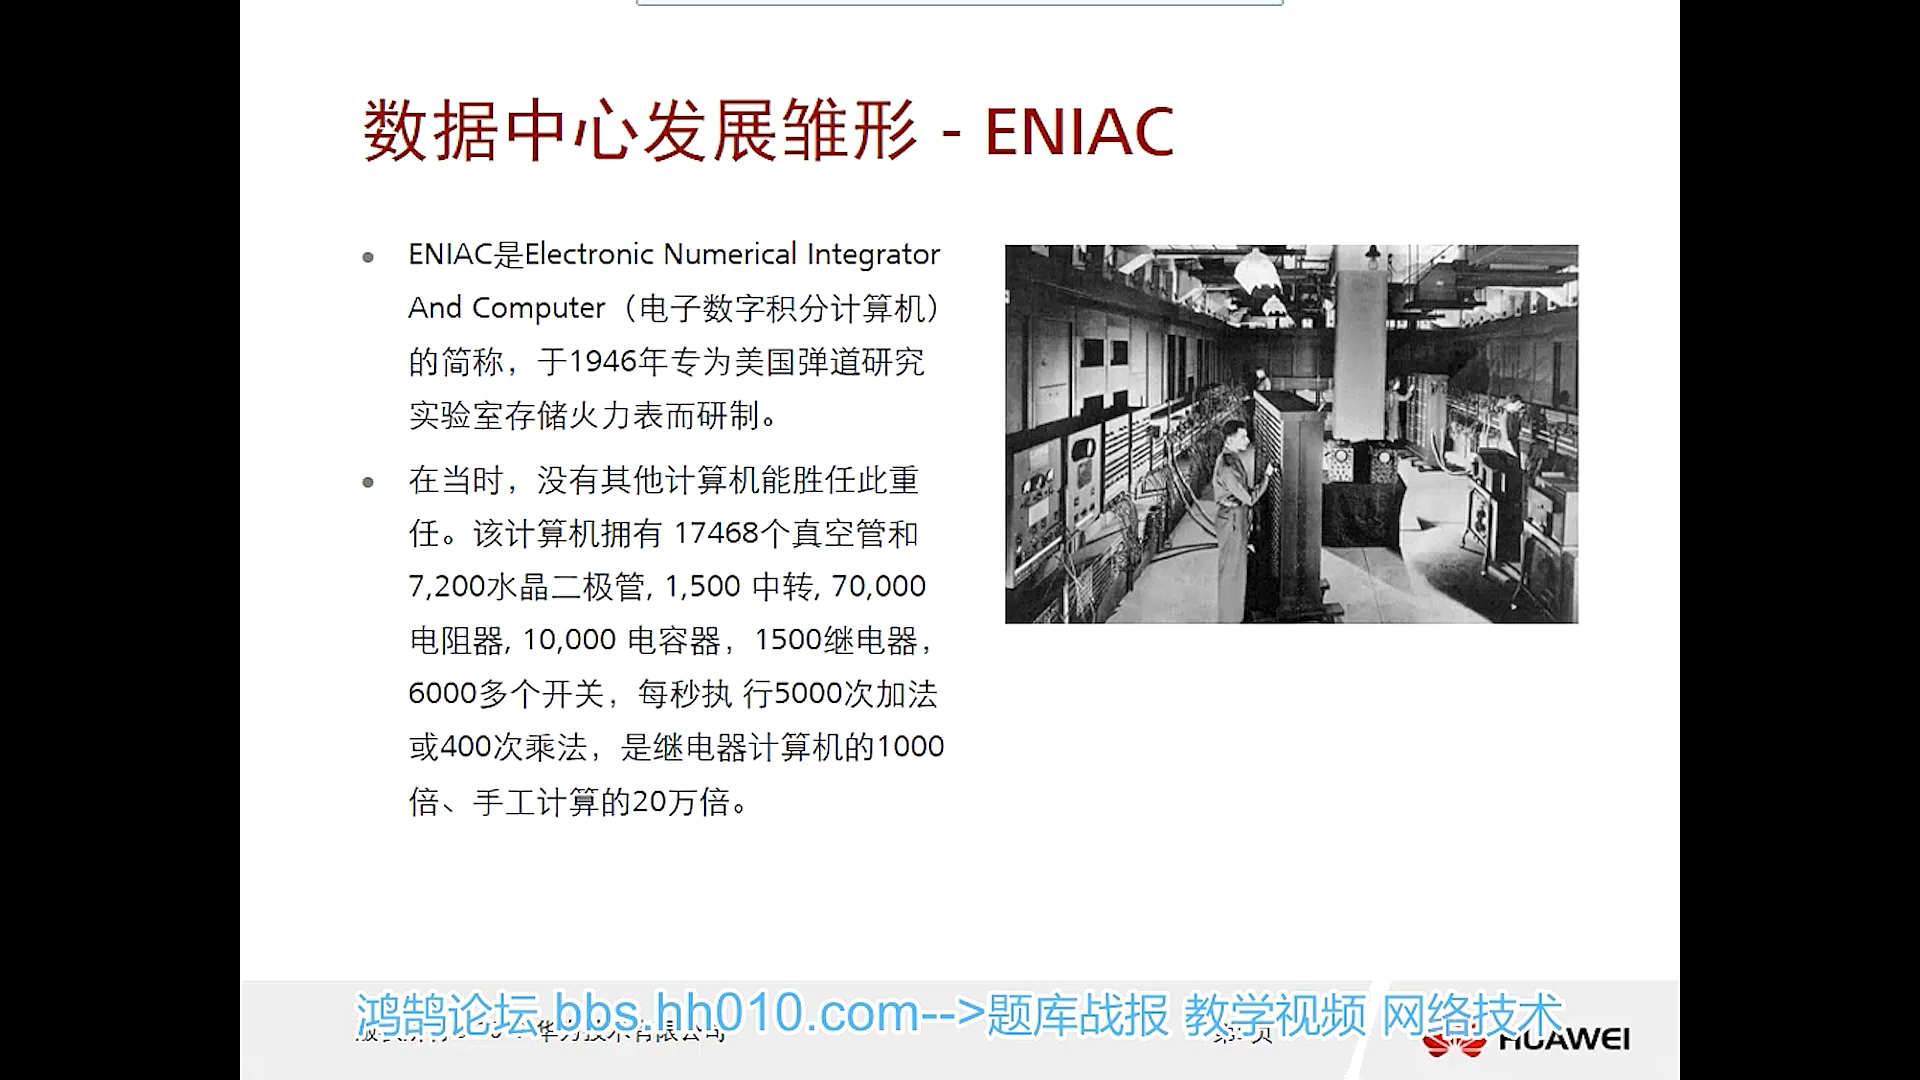 数据中心发展雏形 - ENIAC
ENIAC是Electronic Numerical Integrator
And Computer（电子数字积分计算机）
的简称，于1946年专为美国弹道研究
实验室存储火力表而研制。
在当时，没有其他计算机能胜任此重
任。该计算机拥有 17468个真空管和
7,200水晶二极管, 1,500 中转, 70,000
电阻器, 10,000 电容器，1500继电器，
6000多个开关，每秒执 行5000次加法
或400次乘法，是继电器计算机的1000
倍、手工计算的20万倍。
鸿鹄论坛 bbs.hh010.com-->题库战报 教学视频 网络技术
华为技术有限公司
HUAWEI